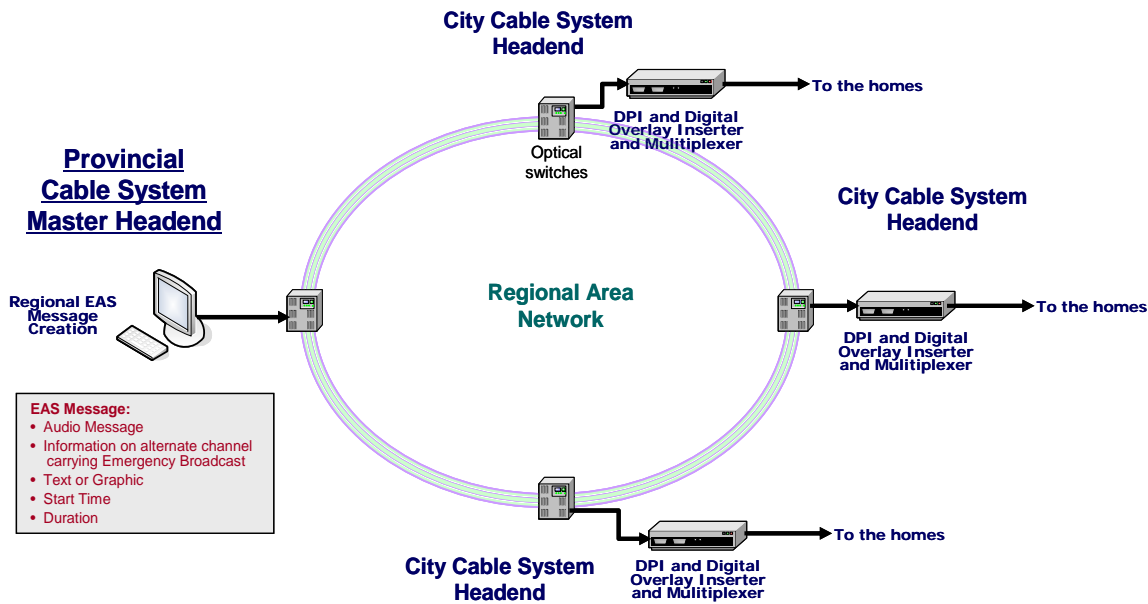 City Cable System
Headend
To the homes
DPI and Digital
Overlay Inserter
and Mulitiplexer
Optical
switches
Provincial
Cable System
Master Headend
City Cable System
Headend
Regional EAS
Message
Creation
Regional Area
Network
To the homes
DPI and Digital
Overlay Inserter
and Mulitiplexer
EAS Message:
• Audio Message
• Information on alternate channel
carrying Emergency Broadcast
• Text or Graphic
• Start Time
• Duration
To the homes
City Cable System
Headend
DPI and Digital
Overlay Inserter
and Mulitiplexer